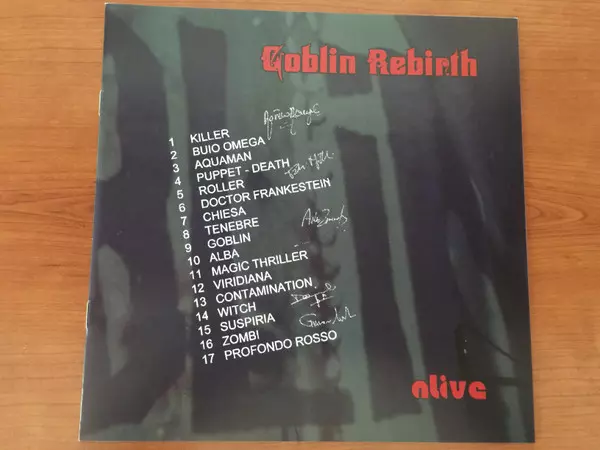 Goblin Rebirth
1 KILLER
2 BUIO OMEGA
3 AQUAMAN
4 PUPPET - DEATH
5 ROLLER
6 DOCTOR FRANKESTEIN
7 CHIESA
8 TENEBRE
9 GOBLIN
10 ALBA
11 MAGIC THRILLER
12 VIRIDIANA
13 CONTAMINATION
14 WITCH
15 SUSPIRIA
16 ZOMBI
17 PROFONDO ROSSO
alive